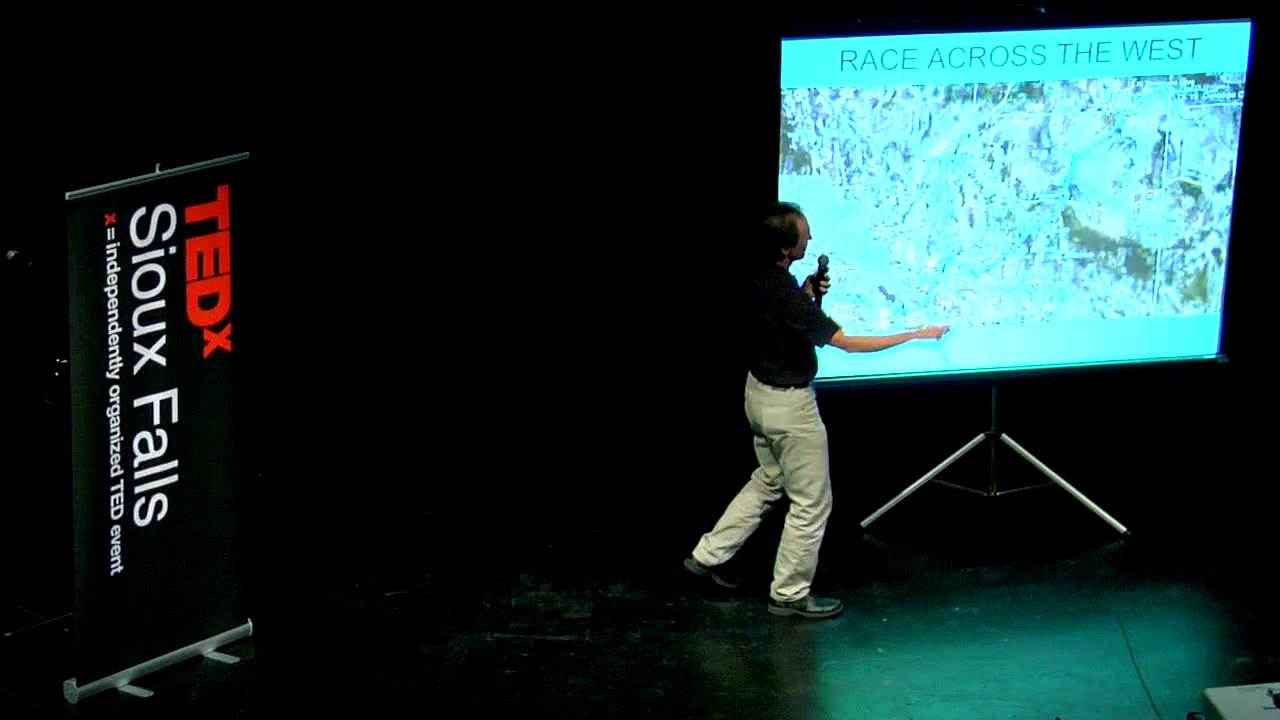 TEDx
Sioux Falls
x = independently organized TED event
RACE ACROSS THE WEST